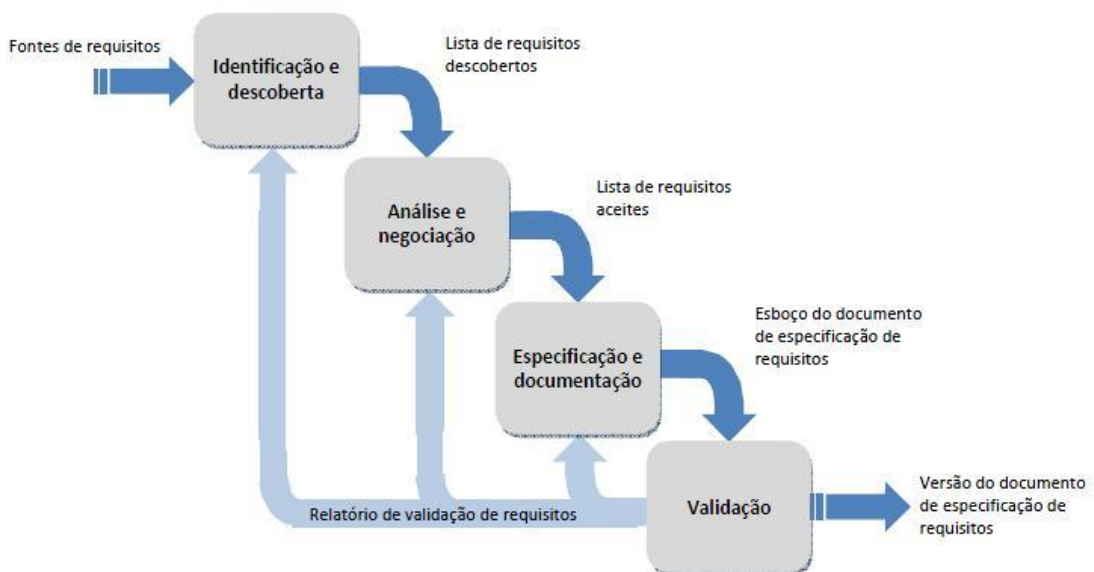 Fontes de requisitos
Identificação e
descoberta
Lista de requisitos
descobertos
Análise e
negociação
Lista de requisitos
aceites
Especificação e
documentação
Esboço do documento
de especificação de
requisitos
Validação
Relatório de validação de requisitos
Versão do documento
de especificação de
requisitos